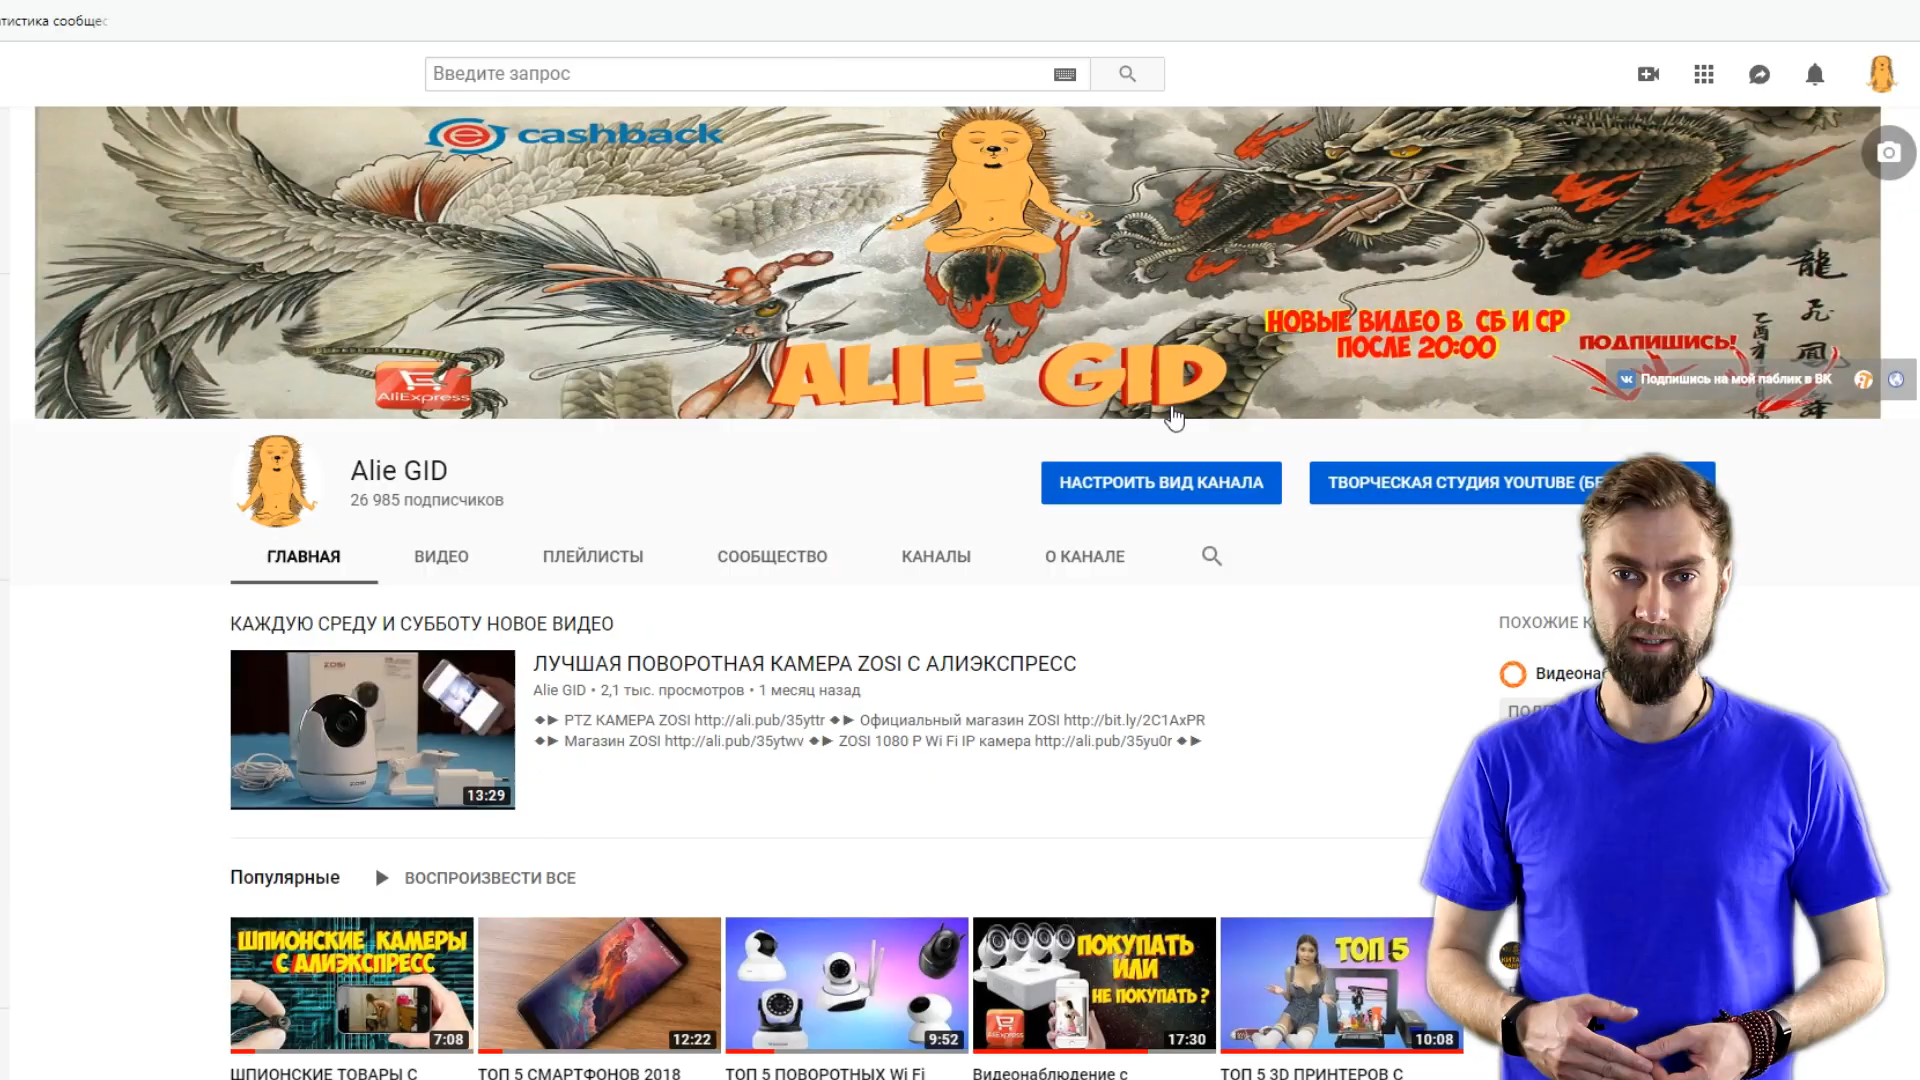 Введите запрос
cashback
НОВЫЕ ВИДЕО В СБ И СР
ПОСЛЕ 20:00
ПОДПИШИСЬ!
Подпишись на мой паблик в ВК
AliExpress
ALIE GID
Alie GID
26 985 подписчиков
НАСТРОИТЬ ВИД КАНАЛА
ТВОРЧЕСКАЯ СТУДИЯ YOUTUBE
ГЛАВНАЯ
ВИДЕО
ПЛЕЙЛИСТЫ
СООБЩЕСТВО
КАНАЛЫ
О КАНАЛЕ
КАЖДУЮ СРЕДУ И СУББОТУ НОВОЕ ВИДЕО
ПОХОЖИЕ
ZOSI
13:29
ЛУЧШАЯ ПОВОРОТНАЯ КАМЕРА ZOSI С АЛИЭКСПРЕСС
Alie GID • 2,1 тыс. просмотров • 1 месяц назад
◆► PTZ КАМЕРА ZOSI http://ali.pub/35yttr ◆► Официальный магазин ZOSI http://bit.ly/2C1AxPR
◆► Магазин ZOSI http://ali.pub/35ytwv ◆► ZOSI 1080 P Wi Fi IP камера http://ali.pub/35yu0r ◆►
Популярные
ВОСПРОИЗВЕСТИ ВСЕ
ШПИОНСКИЕ КАМЕРЫ
С АЛИЭКСПРЕСС
7:08
12:22
9:52
ПОКУПАТЬ
ИЛИ
НЕ ПОКУПАТЬ?
17:30
ТОП 5
10:08
ШПИОНСКИЕ ТОВАРЫ С
ТОП 5 СМАРТФОНОВ 2018
ТОП 5 ПОВОРОТНЫХ Wi Fi
Видеонаблюдение с
ТОП 5 3D ПРИНТЕРОВ С